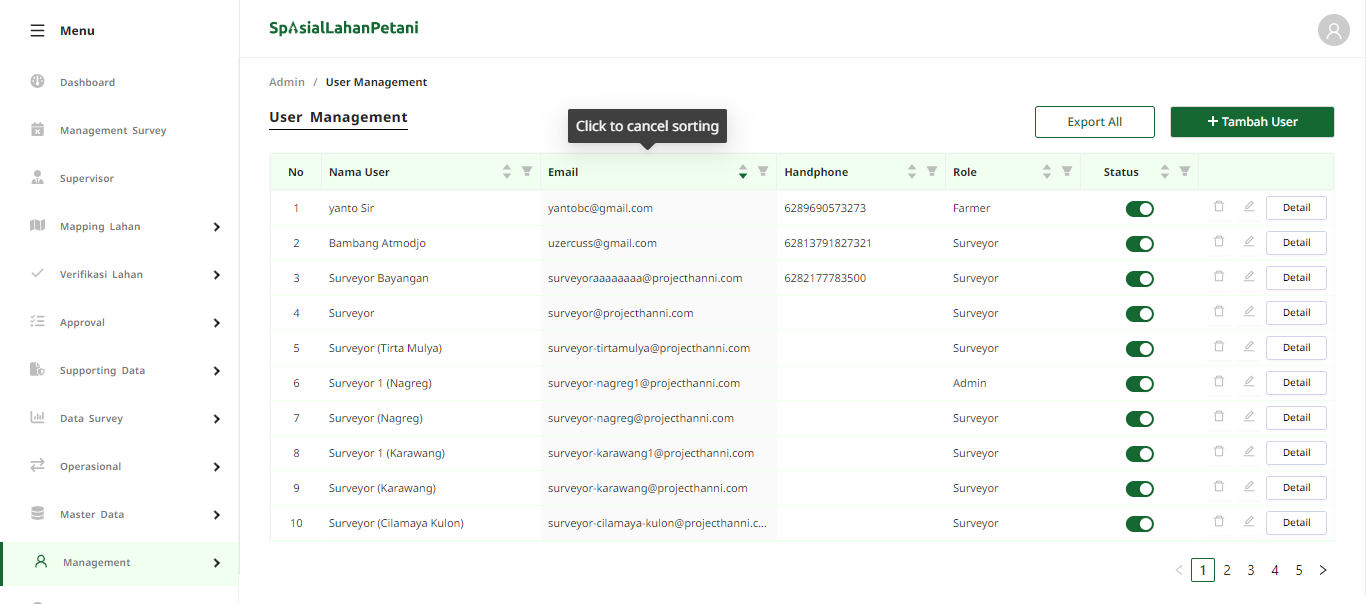 Menu
Dashboard
Management Survey
Supervisor
Mapping Lahan
Verifikasi Lahan
Approval
Supporting Data
Data Survey
Operasional
Master Data
Management
SpAsialLahanPetani
Admin / User Management
User Management
Click to cancel sorting
Export All
+ Tambah User
No Nama User Email Handphone Role Status
1 yanto Sir yantobc@gmail.com 6289690573273 Farmer Detail
2 Bambang Atmodjo uzercuss@gmail.com 62813791827321 Surveyor Detail
3 Surveyor Bayangan surveyoraaaaaaaa@projecthanni.com 6282177783500 Surveyor Detail
4 Surveyor surveyor@projecthanni.com Surveyor Detail
5 Surveyor (Tirta Mulya) surveyor-tirtamulya@projecthanni.com Surveyor Detail
6 Surveyor 1 (Nagreg) surveyor-nagreg1@projecthanni.com Admin Detail
7 Surveyor (Nagreg) surveyor-nagreg@projecthanni.com Surveyor Detail
8 Surveyor 1 (Karawang) surveyor-karawang1@projecthanni.com Surveyor Detail
9 Surveyor (Karawang) surveyor-karawang@projecthanni.com Surveyor Detail
10 Surveyor (Cilamaya Kulon) surveyor-cilamaya-kulon@projecthanni.c... Surveyor Detail
< 1 2 3 4 5 >